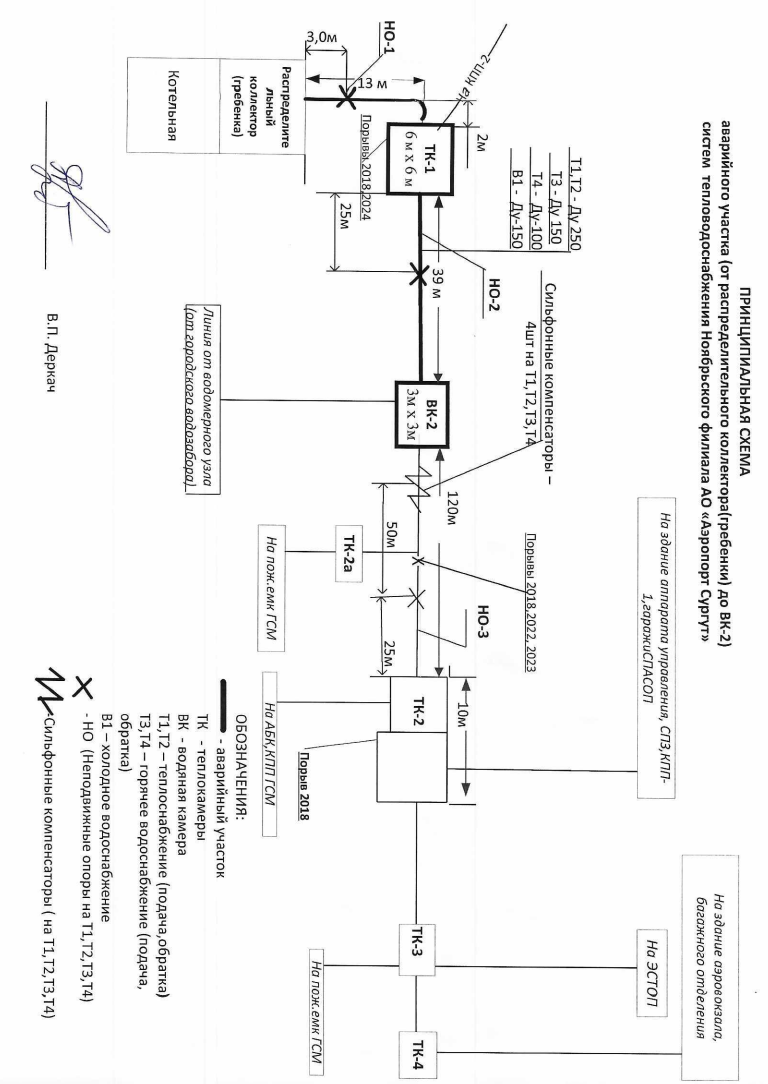 ПРИНЦИПИАЛЬНАЯ СХЕМА
аварийного участка (от распределительного коллектора(гребенки) до ВК-2)
систем тепловодоснабжения Ноябрьского филиала АО «Аэропорт Сургут»
Т1,Т2 - Ду 250
Т3 - Ду 150
Т4 - Ду-100
В1 - Ду-150
Сильфонные компенсаторы –
4шт на Т1,Т2,Т3,Т4
На здание аппарата управления, СПЗ,КПП-
1,гаражиСПАСОП
На здание аэровокзала,
багажного отделения
На ЭСТОП
На КПП-2
НО-1
3,0м
13 м
2м
Распределите
льный
коллектор
(гребенка)
Котельная
ТК-1
6 м х 6 м
Порывы 2018,2024
25м
39 м
НО-2
ВК-2
3м х 3м
Линия от водомерного узла
(от городского водозабора)
120м
50м
Порывы 2018,2022, 2023
ТК-2а
На пож.емк ГСМ
НО-3
25м
ТК-2
10м
На АБК,КПП ГСМ
Порыв 2018
ТК-3
На пож.емк ГСМ
ТК-4
ОБОЗНАЧЕНИЯ:
- аварийный участок
ТК - теплокамеры
ВК - водяная камера
Т1,Т2 – теплоснабжение (подача,обратка)
Т3,Т4 – горячее водоснабжение (подача,
обратка)
В1 – холодное водоснабжение
- НО (Неподвижные опоры на Т1,Т2,Т3,Т4)
-Сильфонные компенсаторы ( на Т1,Т2,Т3,Т4)
В.П. Деркач